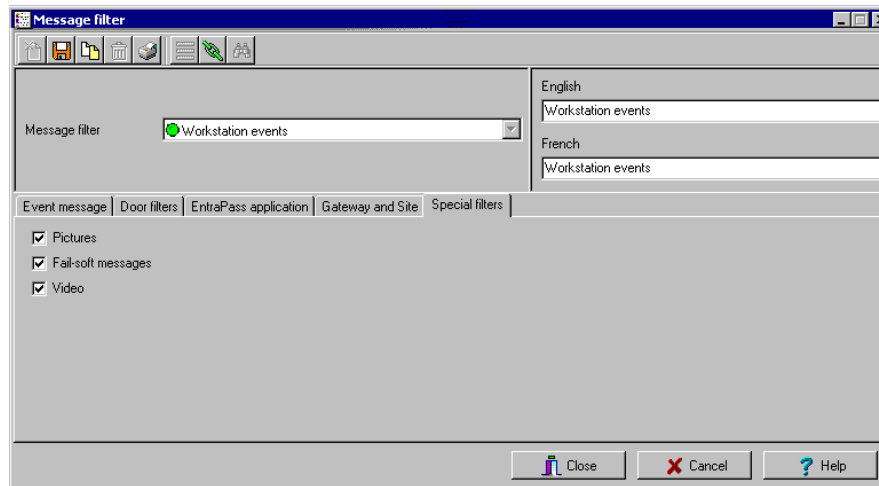 Message filter
English
Workstation events
Message filter
Workstation events
French
Workstation events
Event message
Door filters
EntraPass application
Gateway and Site
Special filters
Pictures
Fail-soft messages
Video
Close
Cancel
Help